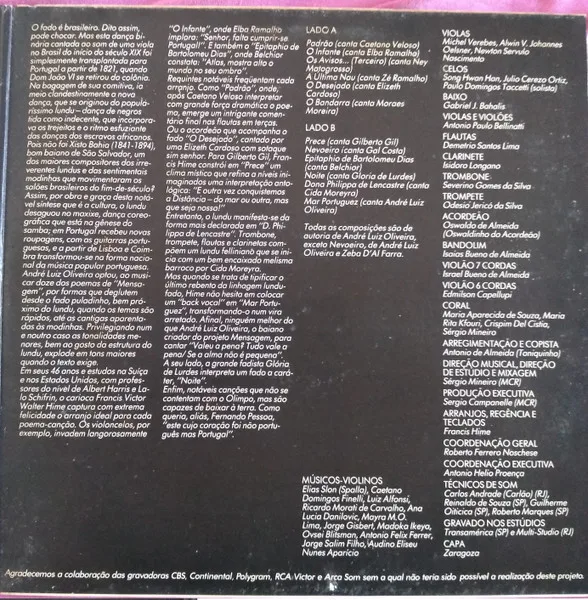 O fado é brasileiro. Dito assim,
pode chocar. Mas esta dança bi-
nária cantada ao som de uma viola
no Brasil do início do século XIX foi
simplesmente transplantada para
Portugal a partir de 1821, quando
Dom João VI se retirou da colônia.
Na bagagem de sua comitiva, ia
meio clandestinamente a nova
dança, que se originou do popula-
ríssimo lundu – dança de negros
tida como indecente, que incorpora-
va os trejeitos e o ritmo esfuziante
das danças das escravas africanas.
Pois não foi Xisto Bahia (1841-1894),
bom baiano de São Salvador, um
dos maiores compositores dos irre-
verentes lundus e das sentimentais
modinhas que movimentaram os
salões brasileiros do fim-de-século?
Assim, por obra e graça desta notá-
vel síntese que é a cultura, o lundu
desaguou no maxixe, dança coreo-
gráfica que está na gênese do
samba; em Portugal recebeu novas
roupagens, com as guitarras portu-
guesas, e a partir de Lisboa e Coim-
bra transformou-se na forma nacio-
nal da música popular portuguesa.
André Luiz Oliveira optou, ao musi-
car doze dos poemas de "Mensa-
gem", por formas que deglutem
desde o fado puladinho, bem pró-
ximo do lundu, quando os temas são
rápidos, até as cantigas aparenta-
das às modinhas. Privilegiando num
e noutro caso as tonalidades me-
nores, bem ao gosto da estrutura do
lundu, explode em tons maiores
quando o texto exige.
Em seus 46 anos e estudos na Suíça
e nos Estados Unidos, com profes-
sores do nível de Albert Harris e La-
lo Schifrin, o carioca Francis Victor
Walter Hime captura com extrema
felicidade o arranjo ideal para cada
poema-canção. Os violoncelos, por
exemplo, invadem langorosamente
"O Infante", onde Elba Ramalho
implora: "Senhor, falta cumprir-se
Portugal!". E também o "Epitaphio de
Bartolomeu Dias", onde Belchior
constata: "Atlas, mostra alto o
mundo no seu ombro".
Requintes notáveis freqüentam cada
arranjo. Como "Padrão", onde,
após Caetano Veloso interpretar
com grande força dramática o poe-
ma, emerge um intrigante comen-
tário final nas flautas em terças.
Ou o acordeão que acompanha o
fado "O Desejado", cantado por
uma Elizeth Cardoso com sotaque
sim senhor. Para Gilberto Gil, Fran-
cis Hime constrói em "Prece" um
clima místico que refina a níveis ini-
maginados uma interpretação anto-
lógica: "E outra vez conquistemos
a Distância – do mar ou outra, mas
que seja nossa!"
Entretanto, o lundu manifesta-se da
forma mais declarada em "D. Phi-
lippa de Lencastre". Trombone,
trompete, flautas e clarinetas com-
põem um lundu fellinianó que se ini-
cia com um bem encaixado melisma
barroco por Cida Moreyra.
Mas quando se trata de tipificar o
último rebento da linhagem lundu-
fado, Hime não hesita em colocar
um "back vocal" em "Mar Portu-
guez", transformando-o num vira
arretado. Afinal, ninguém melhor do
que André Luiz Oliveira, o baiano
criador do projeto Mensagem, para
cantar "Valeu a pena? Tudo vale a
pena/ Se a alma não é pequena".
A seu lado, a grande fadista Glória
de Lurdes interpreta um fado a cará-
ter, "Noite".
Enfim, notáveis canções que não se
contentam com o Olimpo, mas são
capazes de baixar à terra. Como
queria, aliás, Fernando Pessoa,
"este cujo coração foi não portu-
guês mas Portugal".
LADO A
Padrão (canta Caetano Veloso)
O Infante (canta Elba Ramalho)
Os Avisos... (Terceiro) (canta Ney
Matogrosso)
A Ultima Nau (canta Zé Ramalho)
O Desejado (canta Elizeth
Cardoso)
O Bandarra (canta Moraes
Moreira)
LADO B
Prece (canta Gilberto Gil)
Nevoeiro (canta Gal Costa)
Epitaphio de Bartolomeu Dias
(canta Belchior)
Noite (canta Gloria de Lurdes)
Dona Philippa de Lencastre (canta
Cida Moreyra)
Mar Portuguez (canta André Luiz
Oliveira)
Todas as composições são de
autoria de André Luiz Oliveira,
exceto Nevoeiro, de André Luiz
Oliveira e Zeba D'Al Farra.
MÚSICOS-VIOLINOS
Elias Slon (Spalla), Caetano
Domingos Finelli, Luiz Alfonsi,
Ricardo Morati de Carvalho, Ana
Lucia Danilovic, Mayra M.O.
Lima, Jorge Gisbert, Madoka Ikeya,
Ovsei Blitsman, Antonio Felix Ferrer,
Jorge Salim Filho, Audino Eliseu
Nunes Aparicio
VIOLAS
Michel Verebes, Alwin V. Johannes
Oelsner, Newton Servulo
Nascimento
CELOS
Song Hwan Han, Julio Cerezo Ortiz,
Paulo Domingos Taccetti (solista)
BAIXO
Gabriel J. Bahalis
VIOLAS E VIOLÕES
Antonio Paulo Bellinatti
FLAUTAS
Demetrio Santos Lima
CLARINETE
Isidoro Longano
TROMBONE
Severino Gomes da Silva
TROMPETE
Odesio Jericó da Silva
ACORDEÃO
Oswaldo de Almeida
(Oswaldinho da Acordeão)
BANDOLIM
Isaias Bueno de Almeida
VIOLÃO 7 CORDAS
Israel Bueno de Almeida
VIOLÃO 6 CORDAS
Edmilson Capellupi
CORAL
Maria Aparecida de Souza, Maria
Rita Kfouri, Crispim Del Cistia,
Sérgio Mineiro
ARREGIMENTAÇÃO E COPISTA
Antonio de Almeida (Toniquinho)
DIREÇÃO MUSICAL, DIREÇÃO
DE ESTÚDIO E MIXAGEM
Sérgio Mineiro (MCR)
PRODUÇÃO EXECUTIVA
Sergio Campanelle (MCR)
ARRANJOS, REGÊNCIA E
TECLADOS
Francis Hime
COORDENAÇÃO GERAL
Roberto Ferrero Noschese
COORDENAÇÃO EXECUTIVA
Antonio Helio Proença
TÉCNICOS DE SOM
Carlos Andrade (Carlão) (RJ),
Reinaldo de Souza (SP), Guilherme
Oiticica (SP), Roberto Marques (SP)
GRAVADO NOS ESTÚDIOS
Transamérica (SP) e Multi-Studio (RJ)
CAPA
Zaragoza
Agradecemos a colaboração das gravadoras CBS, Continental, Polygram, RCA Victor e Arca Som sem a qual não teria sido possível a realização deste projeto.